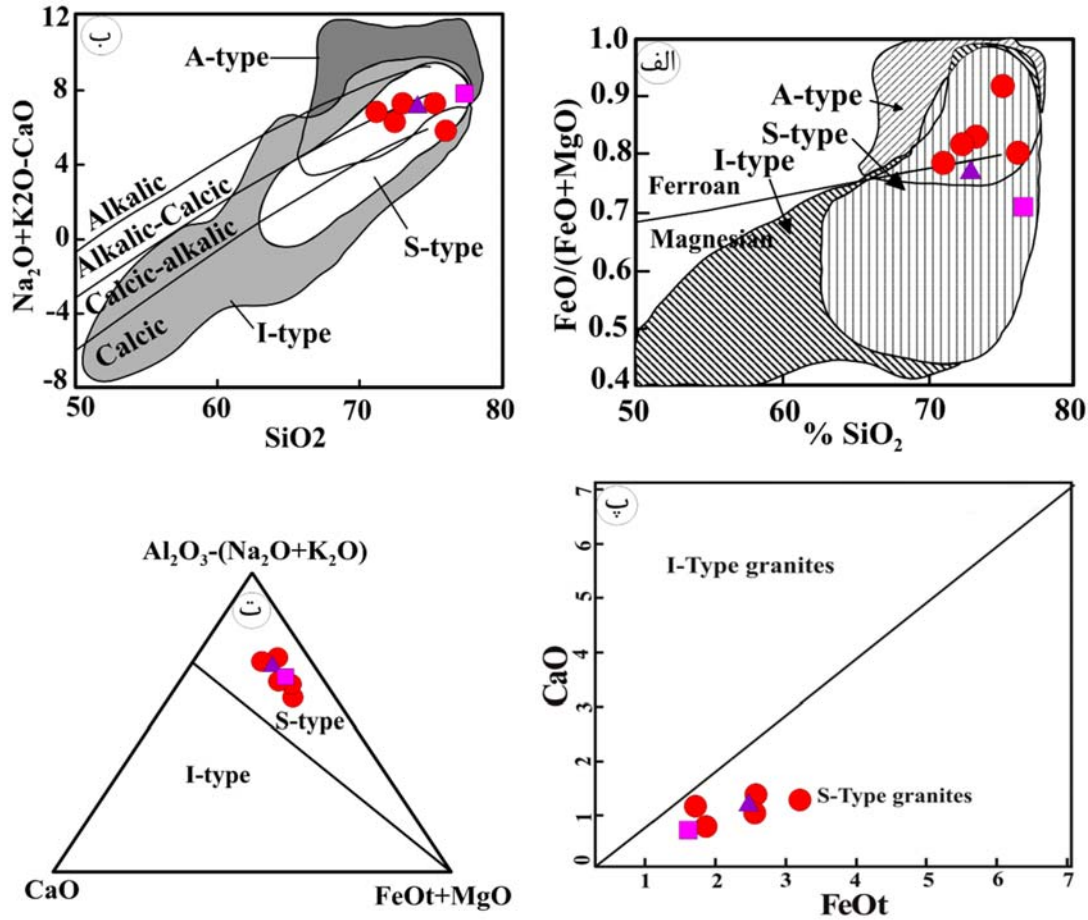 ب
12
8
4
0
-4
-8
Na₂O+K2O-CaO
A-type
Alkalic
Alkalic-Calcic
Calcic-alkalic
Calcic
S-type
I-type
50
60
70
80
SiO2
الف
1.0
0.9
0.8
0.7
0.6
0.5
0.4
FeO/(FeO+MgO)
A-type
S-type
I-type
Ferroan
Magnesian
50
60
70
80
% SiO₂
Al₂O₃-(Na₂O+K₂O)
ت
S-type
I-type
CaO
FeOt+MgO
پ
7
6
5
4
3
2
1
0
CaO
I-Type granites
S-Type granites
1
2
3
4
5
6
7
FeOt